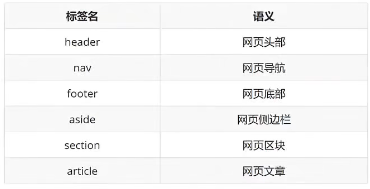 标签名 语义
header 网页头部
nav 网页导航
footer 网页底部
aside 网页侧边栏
section 网页区块
article 网页文章